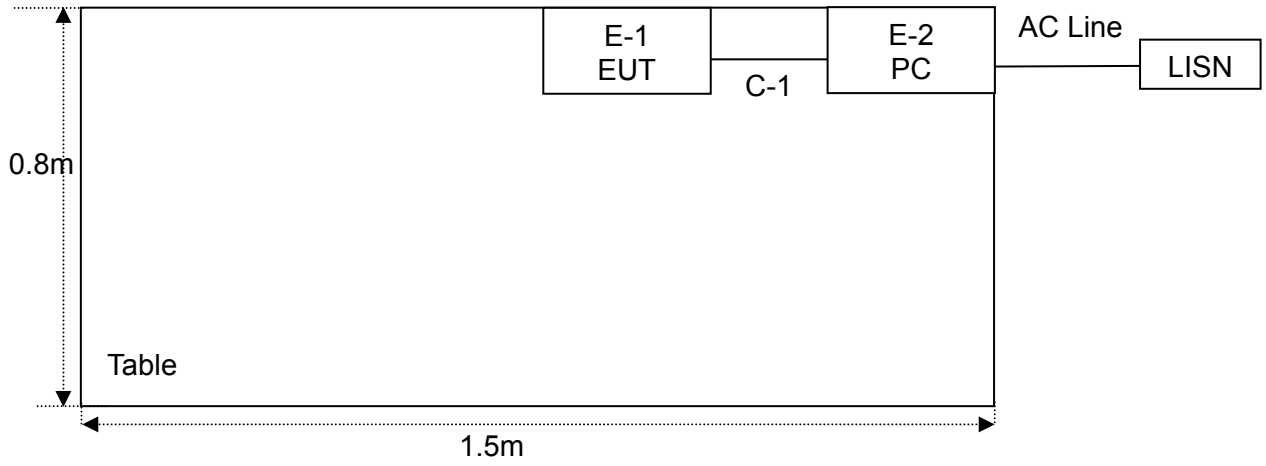 E-1
EUT
C-1
E-2
PC
AC Line
LISN
0.8m
Table
1.5m